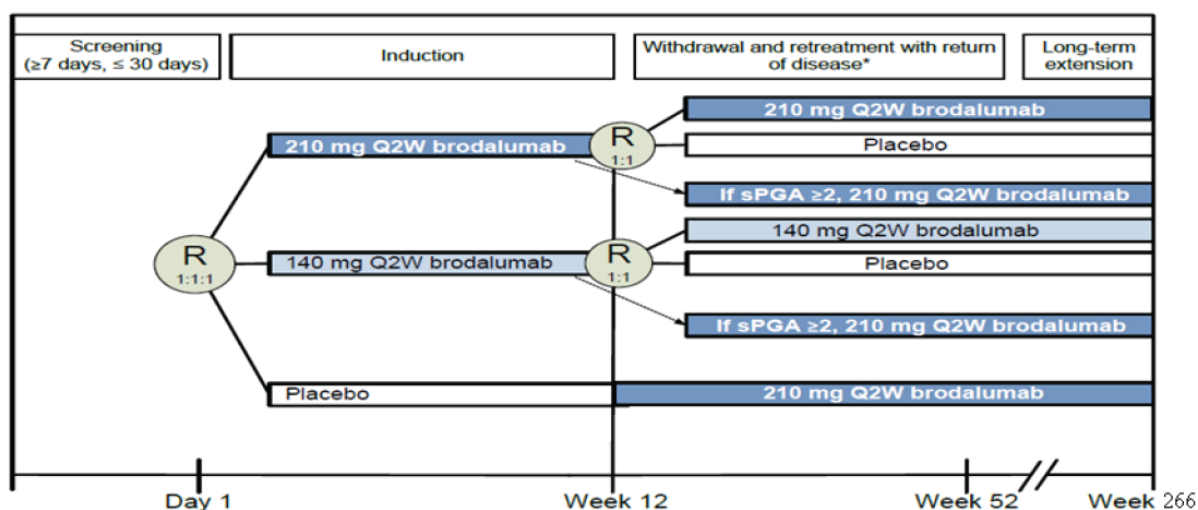 Screening
(≥7 days, ≤ 30 days)
Induction
Withdrawal and retreatment with return
of disease*
Long-term
extension
210 mg Q2W brodalumab
210 mg Q2W brodalumab
R
1:1
Placebo
If sPGA ≥2, 210 mg Q2W brodalumab
R
1:1:1
140 mg Q2W brodalumab
R
1:1
140 mg Q2W brodalumab
Placebo
If sPGA ≥2, 210 mg Q2W brodalumab
Placebo
210 mg Q2W brodalumab
Day 1
Week 12
Week 52
Week 266